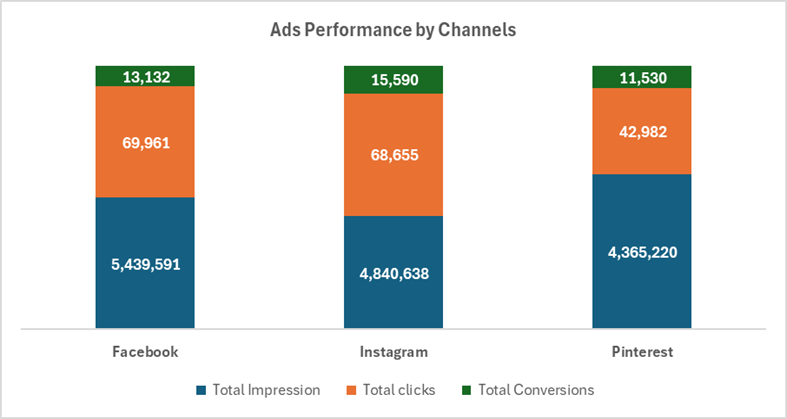 Ads Performance by Channels
13,132 15,590 11,530
69,961 68,655 42,982
5,439,591 4,840,638 4,365,220
Facebook Instagram Pinterest
Total Impression Total clicks Total Conversions